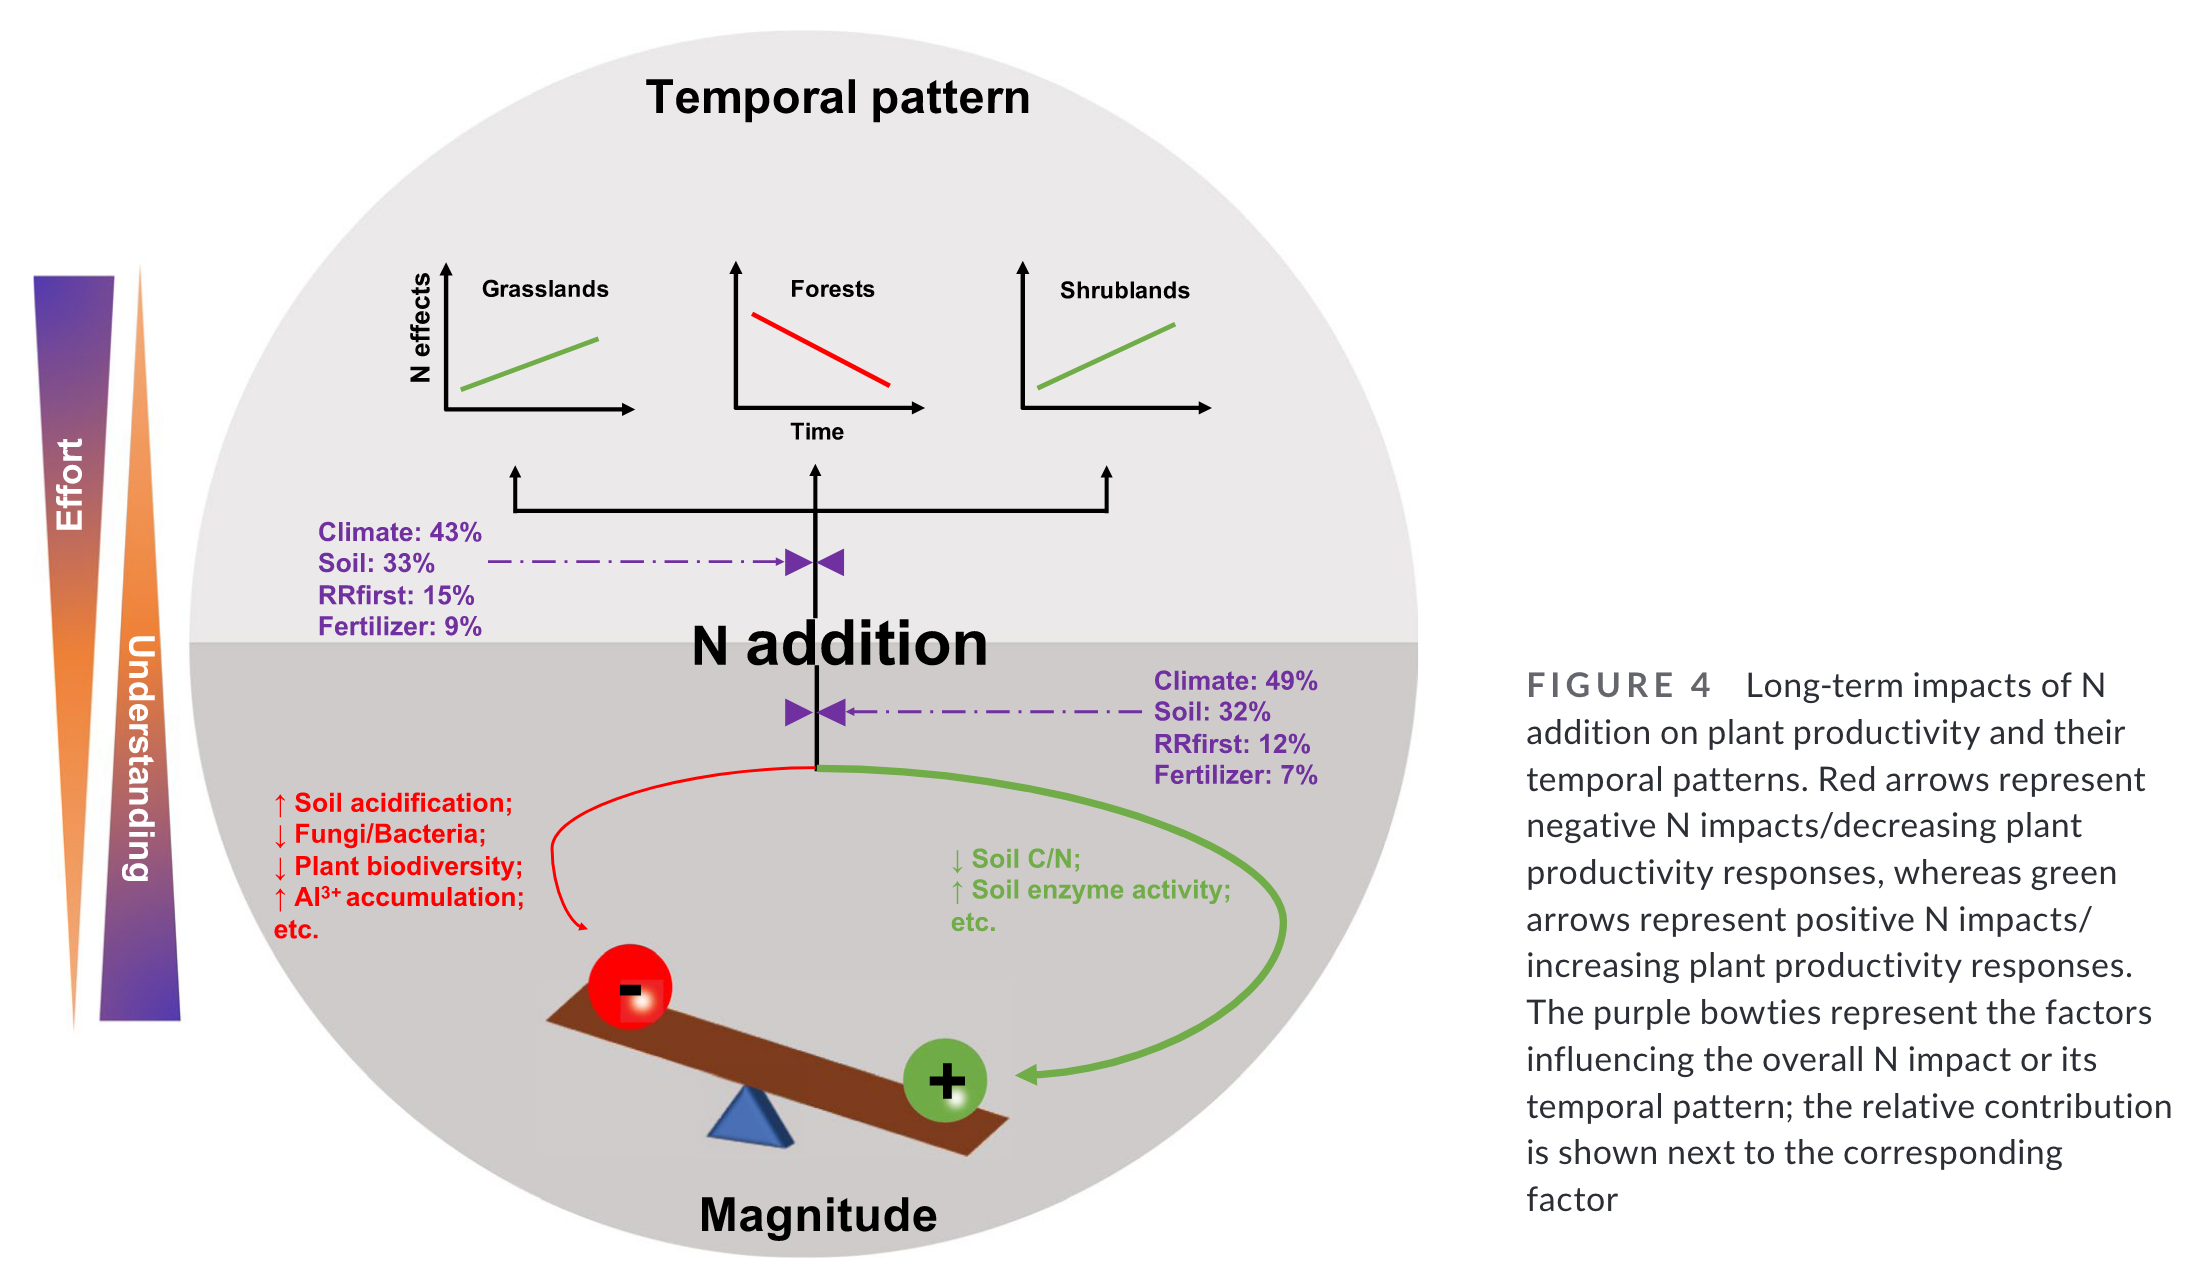 Temporal pattern
N effects
Grasslands
Forests
Shrublands
Time
Effort
Understanding
Climate: 43%
Soil: 33%
RRfirst: 15%
Fertilizer: 9%
N addition
Climate: 49%
Soil: 32%
RRfirst: 12%
Fertilizer: 7%
↑ Soil acidification;
↓ Fungi/Bacteria;
↓ Plant biodiversity;
↑ Al³⁺ accumulation;
etc.
↓ Soil C/N;
↑ Soil enzyme activity;
etc.
-
+
Magnitude
FIGURE 4 Long-term impacts of N
addition on plant productivity and their
temporal patterns. Red arrows represent
negative N impacts/decreasing plant
productivity responses, whereas green
arrows represent positive N impacts/
increasing plant productivity responses.
The purple bowties represent the factors
influencing the overall N impact or its
temporal pattern; the relative contribution
is shown next to the corresponding
factor